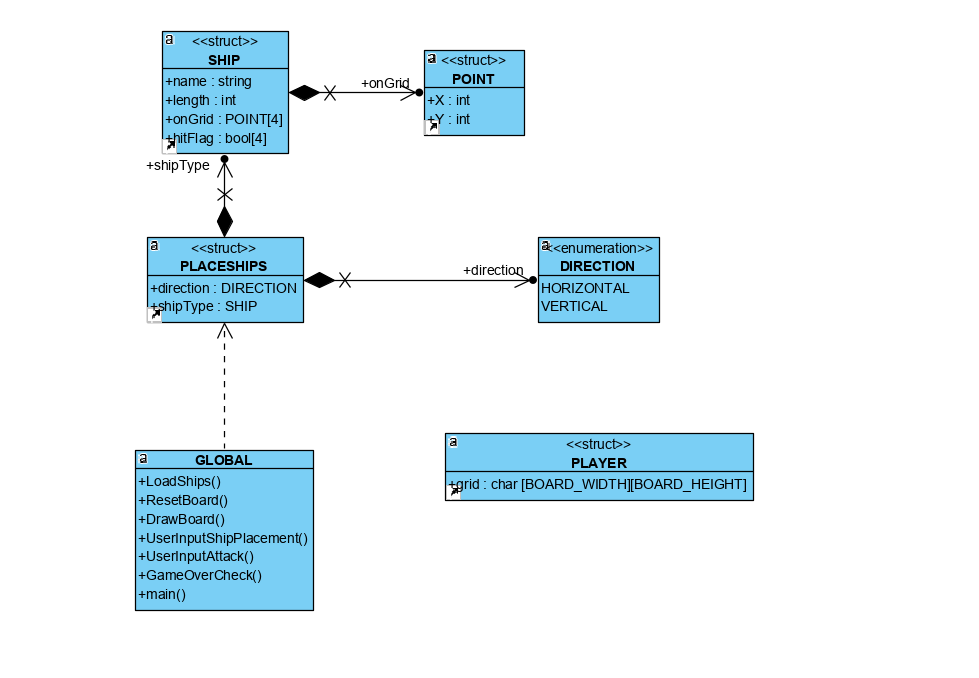 a <<struct>>
SHIP
+name : string
+length : int
+onGrid : POINT[4]
+hitFlag : bool[4]
+onGrid
a <<struct>>
POINT
+X : int
+Y : int
+shipType
a <<struct>>
PLACESHIPS
+direction : DIRECTION
+shipType : SHIP
+direction
a <<enumeration>>
DIRECTION
HORIZONTAL
VERTICAL
a GLOBAL
+LoadShips()
+ResetBoard()
+DrawBoard()
+UserInputShipPlacement()
+UserInputAttack()
+GameOverCheck()
+main()
a <<struct>>
PLAYER
+grid : char [BOARD_WIDTH][BOARD_HEIGHT]